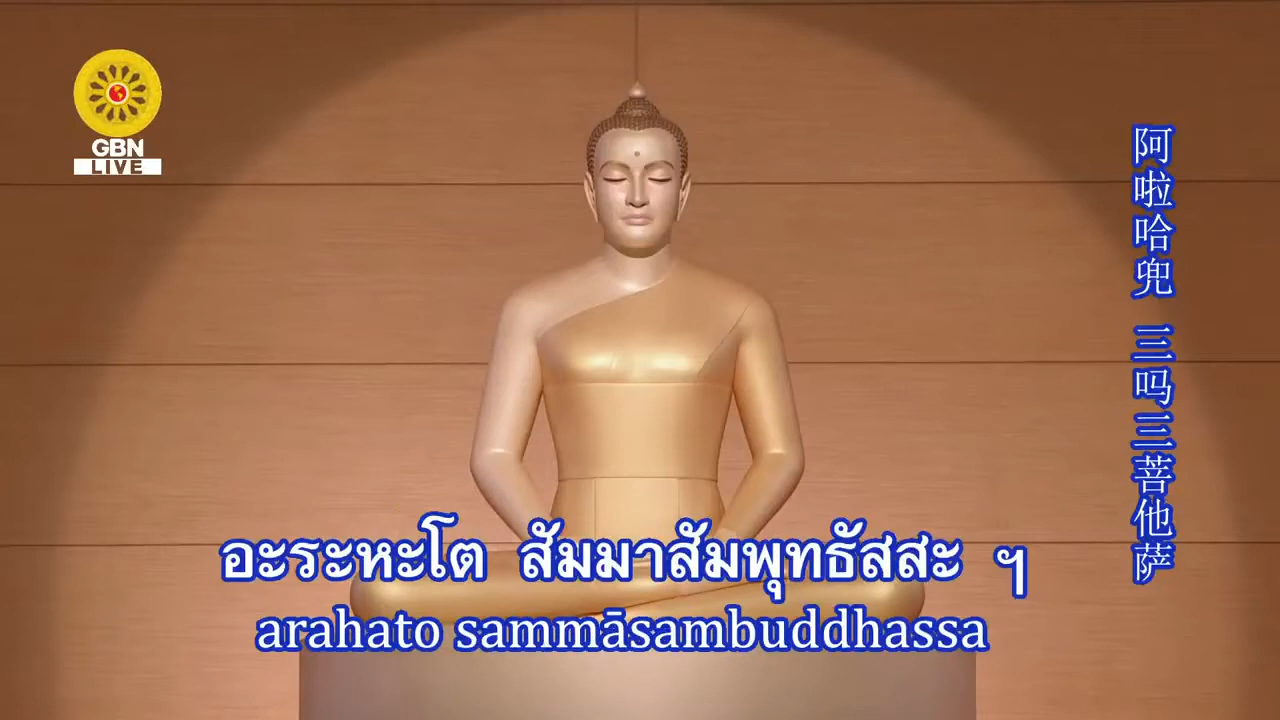 GBN
LIVE
阿啦哈兜 三吗三菩他萨
อะระหะโต สัมมาสัมพุทธัสสะ ฯ
arahato sammāsambuddhassa